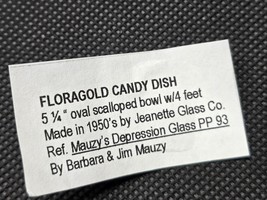 FLORAGOLD CANDY DISH
5 ¼ " oval scalloped bowl w/4 feet
Made in 1950's by Jeanette Glass Co.
Ref. Mauzy's Depression Glass PP 93
By Barbara & Jim Mauzy